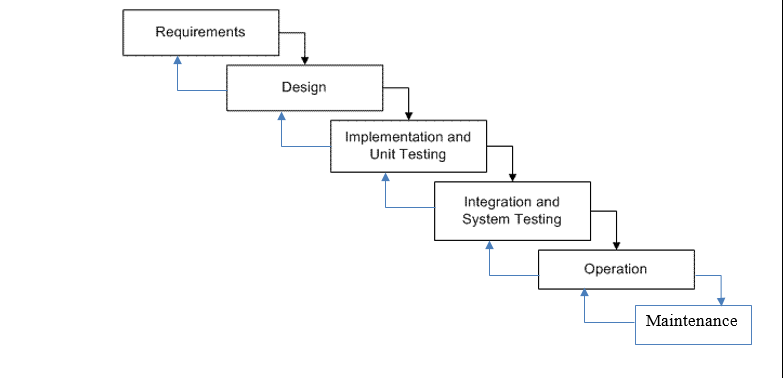 Requirements
Design
Implementation and
Unit Testing
Integration and
System Testing
Operation
Maintenance